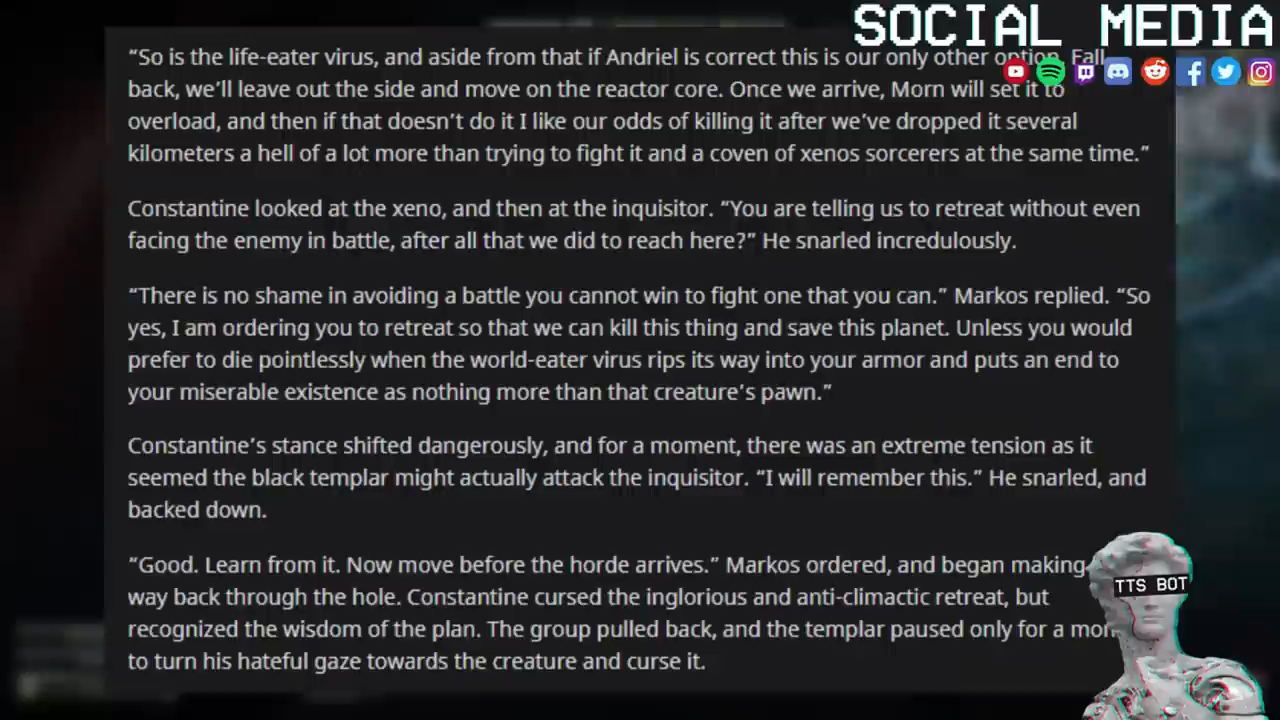 SOCIAL MEDIA
“So is the life-eater virus, and aside from that if Andriel is correct this is our only other option. Fall
back, we’ll leave out the side and move on the reactor core. Once we arrive, Morn will set it to
overload, and then if that doesn’t do it I like our odds of killing it after we’ve dropped it several
kilometers a hell of a lot more than trying to fight it and a coven of xenos sorcerers at the same time.”
Constantine looked at the xeno, and then at the inquisitor. “You are telling us to retreat without even
facing the enemy in battle, after all that we did to reach here?” He snarled incredulously.
“There is no shame in avoiding a battle you cannot win to fight one that you can.” Markos replied. “So
yes, I am ordering you to retreat so that we can kill this thing and save this planet. Unless you would
prefer to die pointlessly when the world-eater virus rips its way into your armor and puts an end to
your miserable existence as nothing more than that creature’s pawn.”
Constantine’s stance shifted dangerously, and for a moment, there was an extreme tension as it
seemed the black templar might actually attack the inquisitor. “I will remember this.” He snarled, and
backed down.
“Good. Learn from it. Now move before the horde arrives.” Markos ordered, and began making
way back through the hole. Constantine cursed the inglorious and anti-climactic retreat, but
recognized the wisdom of the plan. The group pulled back, and the templar paused only for a
to turn his hateful gaze towards the creature and curse it.
TTS BOT